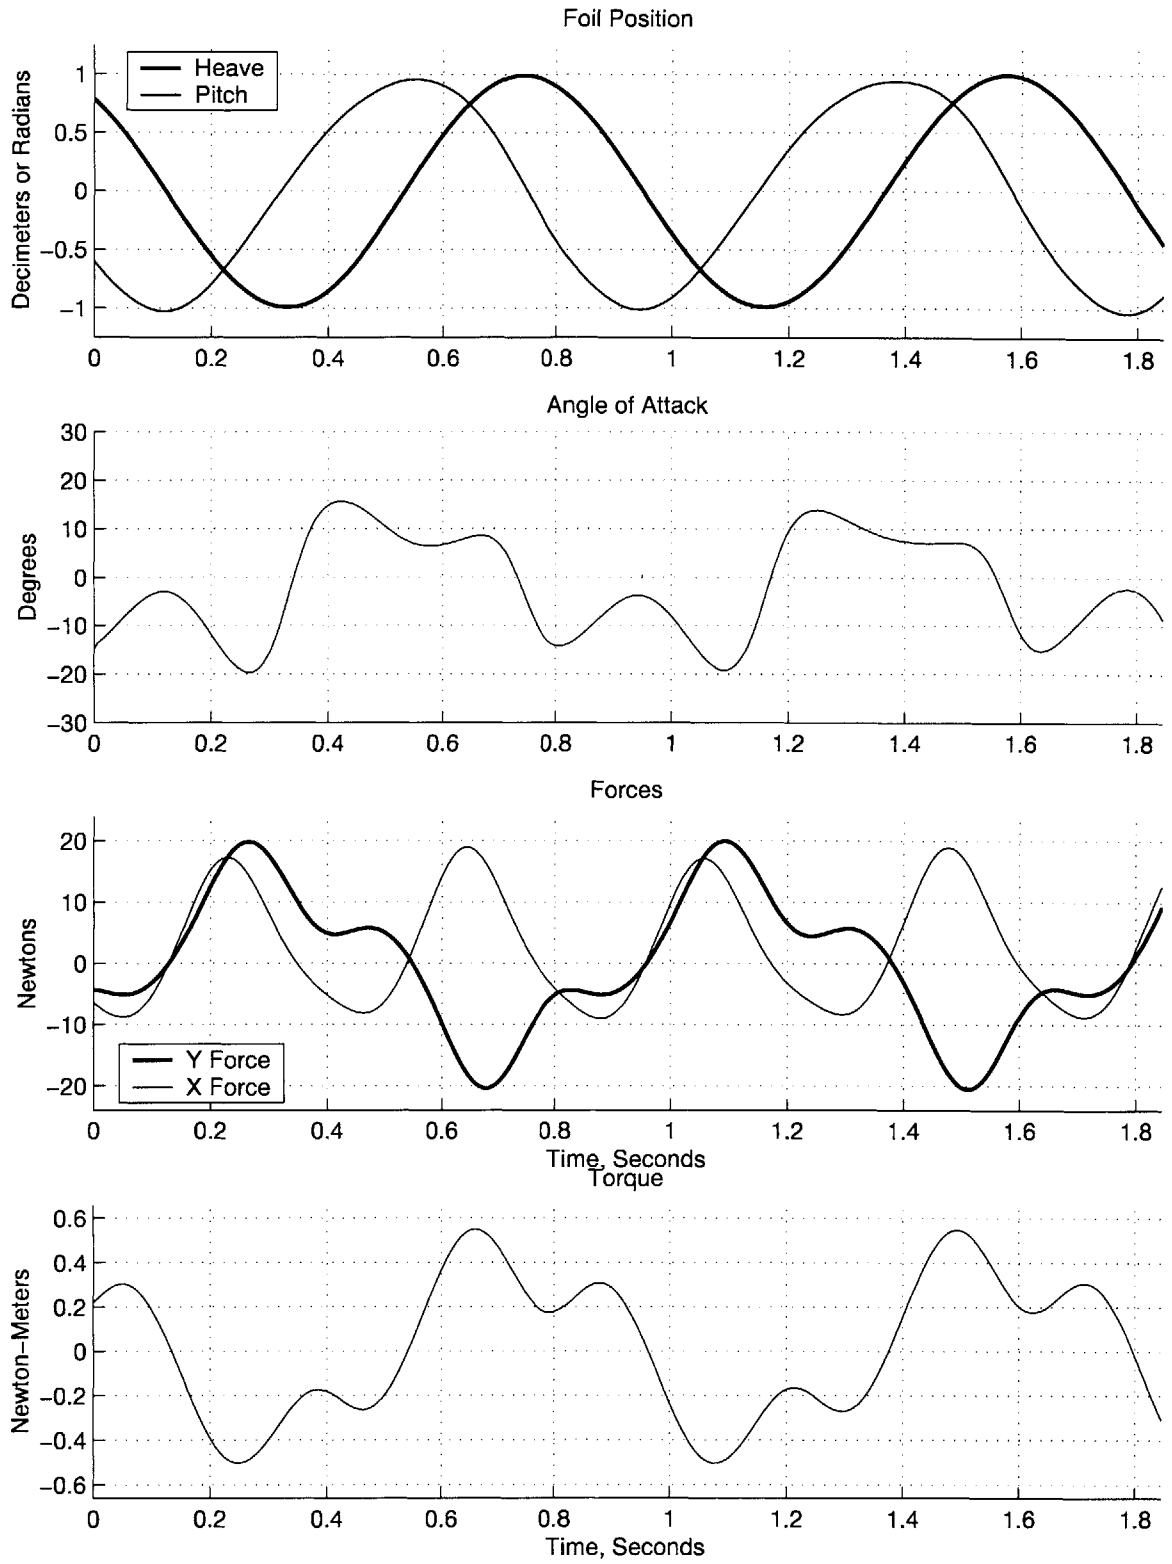 Foil Position
Heave
Pitch
Decimeters or Radians
1
0.5
0
−0.5
−1
0 0.2 0.4 0.6 0.8 1 1.2 1.4 1.6 1.8
Angle of Attack
Degrees
30
20
10
0
−10
−20
−30
0 0.2 0.4 0.6 0.8 1 1.2 1.4 1.6 1.8
Forces
Newtons
20
10
0
−10
−20
Y Force
X Force
0 0.2 0.4 0.6 0.8 1 1.2 1.4 1.6 1.8
Time, Seconds
Torque
Newton−Meters
0.6
0.4
0.2
0
−0.2
−0.4
−0.6
0 0.2 0.4 0.6 0.8 1 1.2 1.4 1.6 1.8
Time, Seconds